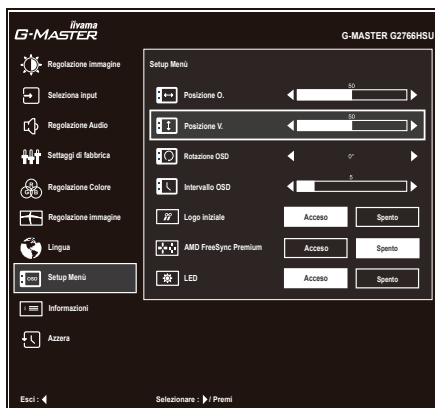 iiyama
G-MASTER
G-MASTER G2766HSU
Regolazione immagine
Seleziona input
Regolazione Audio
Settaggi di fabbrica
Regolazione Colore
Regolazione immagine
Lingua
OSD Setup Menù
Informazioni
Azzera
Setup Menù
Posizione O. 50
Posizione V. 50
Rotazione OSD 0°
Intervallo OSD 5
Logo iniziale Acceso Spento
AMD FreeSync Premium Acceso Spento
LED Acceso Spento
Esci :
Selezionare : / Premi